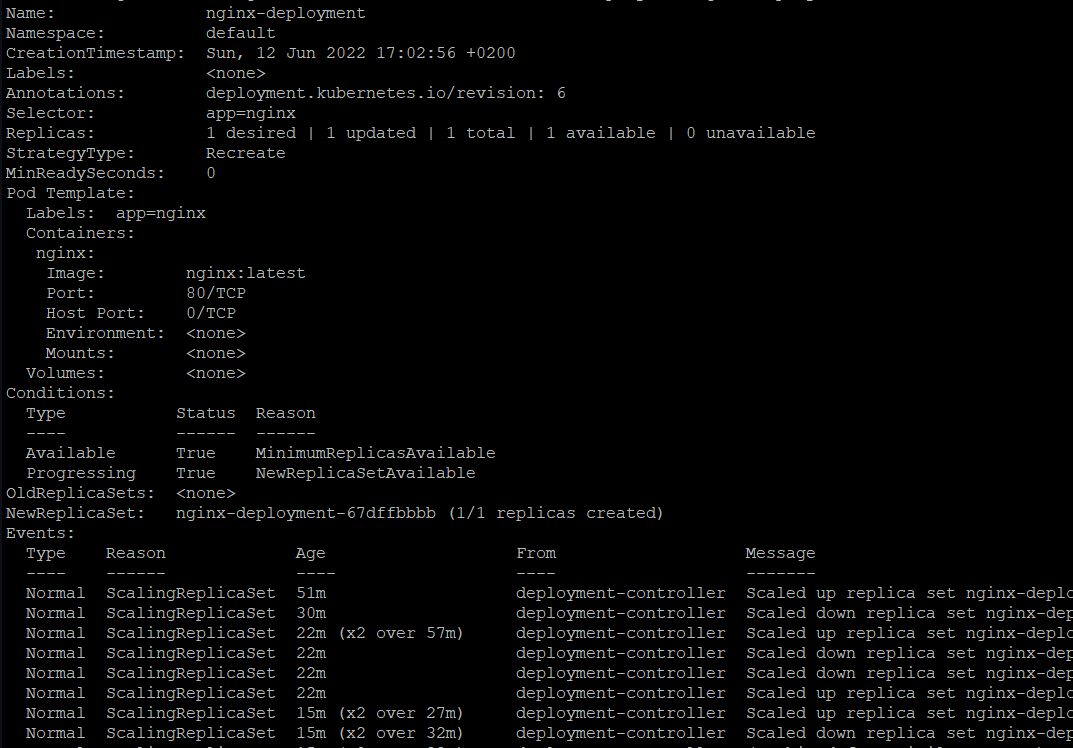 Name:                   nginx-deployment
Namespace:              default
CreationTimestamp:  Sun, 12 Jun 2022 17:02:56 +0200
Labels:             <none>
Annotations:        deployment.kubernetes.io/revision: 6
Selector:           app=nginx
Replicas:           1 desired | 1 updated | 1 total | 1 available | 0 unavailable
StrategyType:       Recreate
MinReadySeconds:    0
Pod Template:
  Labels:  app=nginx
  Containers:
   nginx:
    Image:        nginx:latest
    Port:         80/TCP
    Host Port:    0/TCP
    Environment:  <none>
    Mounts:       <none>
  Volumes:        <none>
Conditions:
  Type           Status  Reason
  ----           ------  ------
  Available      True    MinimumReplicasAvailable
  Progressing    True    NewReplicaSetAvailable
OldReplicaSets:  <none>
NewReplicaSet:   nginx-deployment-67dffbbbb (1/1 replicas created)
Events:
  Type    Reason             Age                   From                   Message
  ----    ------             ----                  ----                   -------
  Normal  ScalingReplicaSet  51m                   deployment-controller  Scaled up replica set nginx-deplo
  Normal  ScalingReplicaSet  30m                   deployment-controller  Scaled down replica set nginx-dep
  Normal  ScalingReplicaSet  22m (x2 over 57m)     deployment-controller  Scaled up replica set nginx-deplo
  Normal  ScalingReplicaSet  22m                   deployment-controller  Scaled down replica set nginx-dep
  Normal  ScalingReplicaSet  22m                   deployment-controller  Scaled down replica set nginx-dep
  Normal  ScalingReplicaSet  22m                   deployment-controller  Scaled up replica set nginx-deplo
  Normal  ScalingReplicaSet  15m (x2 over 27m)     deployment-controller  Scaled up replica set nginx-deplo
  Normal  ScalingReplicaSet  15m (x2 over 32m)     deployment-controller  Scaled down replica set nginx-dep